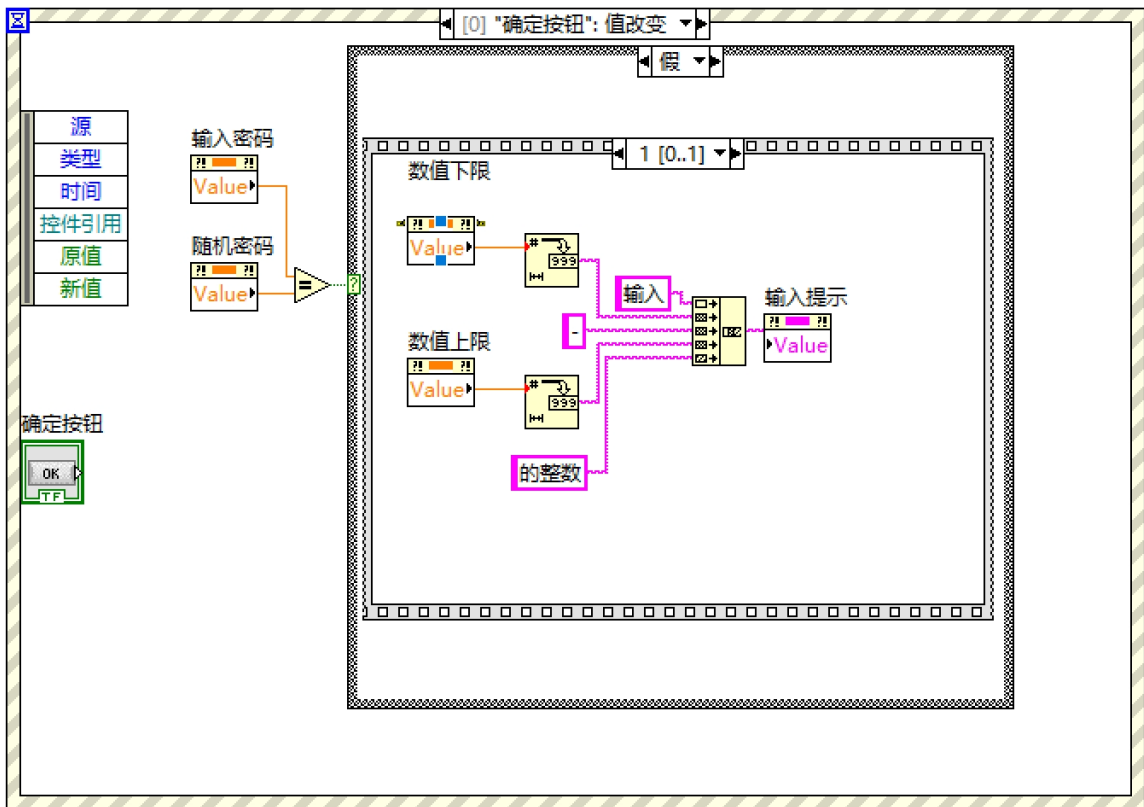 [0] "确定按钮": 值改变
假
源
类型
时间
控件引用
原值
新值
输入密码
?! ?!
Value
随机密码
?! ?!
Value
=
?
1 [0..1]
数值下限
?! ?!
Value
#
999
输入
-
数值上限
?! ?!
Value
#
999
的整数
输入提示
?! ?!
Value
确定按钮
OK
TF